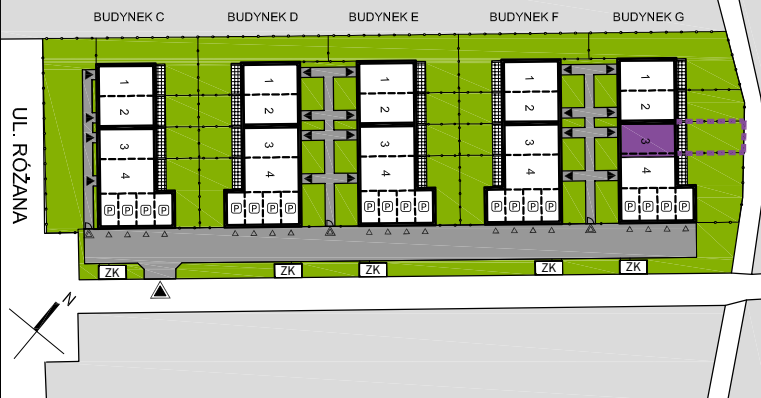 BUDYNEK C BUDYNEK D BUDYNEK E BUDYNEK F BUDYNEK G
UL. RÓŻANA
1 1 1 1 1
2 2 2 2 2
3 3 3 3 3
4 4 4 4 4
P P P P P P P P P P P P P P P P P P P P
ZK ZK ZK ZK ZK
N